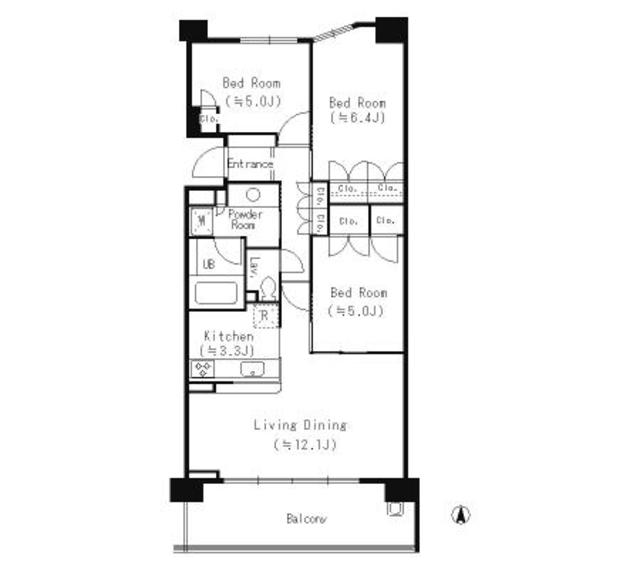 Bed Room
(≒5.0J)
Bed Room
(≒6.4J)
Clo.
Entrance
Clo.
Clo.
Clo.
Clo.
Clo.
Clo.
Powder
Room
W
UB
Lav.
Bed Room
(≒5.0J)
R
Kitchen
(≒3.3J)
Living Dining
(≒12.1J)
Balcony